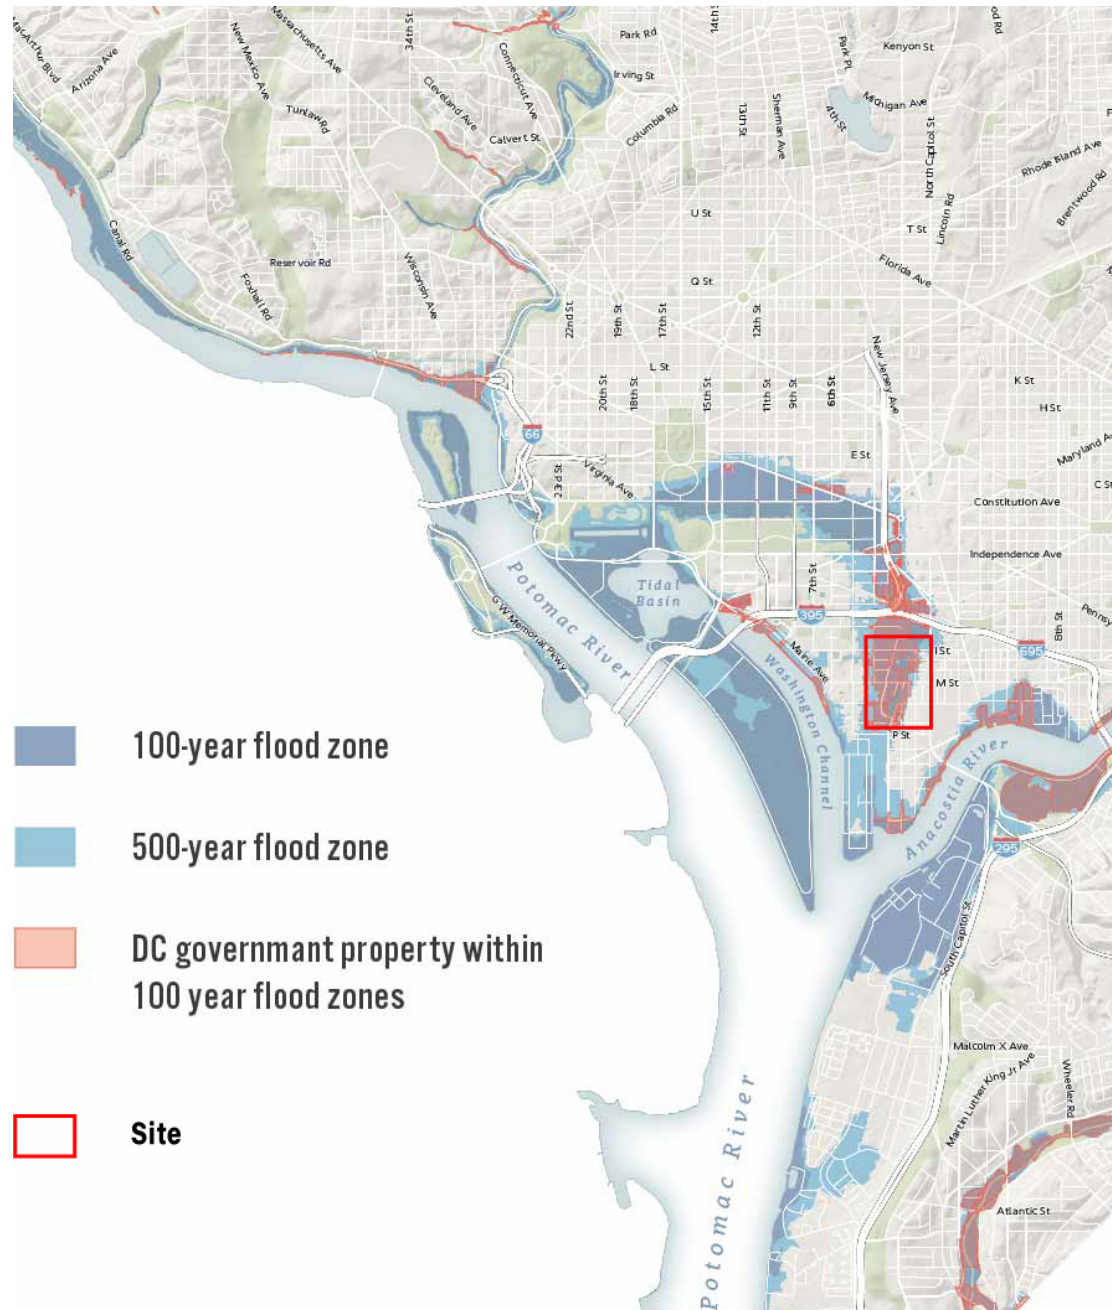 MacArthur Blvd
Arizona Ave
New Mexico Ave
Massachusetts Ave
34th St
Connecticut Ave
14th St
Park Rd
Park Pl
Kenyon St
Irving St
Cleveland Ave
Tunlaw Rd
Calvert St
Columbia Rd
13th St
Sherman Ave
4th St
Michigan Ave
North Capitol St
Rhode Island Ave
Brentwood Rd
Lincoln Rd
U St
T St
Canal Rd
Reservoir Rd
Foxhall Rd
Wisconsin Ave
Q St
Florida Ave
22nd St
19th St
17th St
12th St
New Jersey Ave
L St
K St
20th St
18th St
15th St
11th St
9th St
6th St
H St
66
Maryland A
E St
23rd St
Virginia Ave
C St
Constitution Ave
Independence Ave
7th St
Tidal
Basin
Potomac River
G W Memorial Pkwy
395
8th St
Pennsy
695
Maine Ave
I St
M St
Washington Channel
P St
Anacostia River
295
South Capitol St
100-year flood zone
500-year flood zone
DC governmant property within
100 year flood zones
Site
Malcolm X Ave
Martin Luther King Jr Ave
Wheeler Rd
Potomac River
Atlantic St